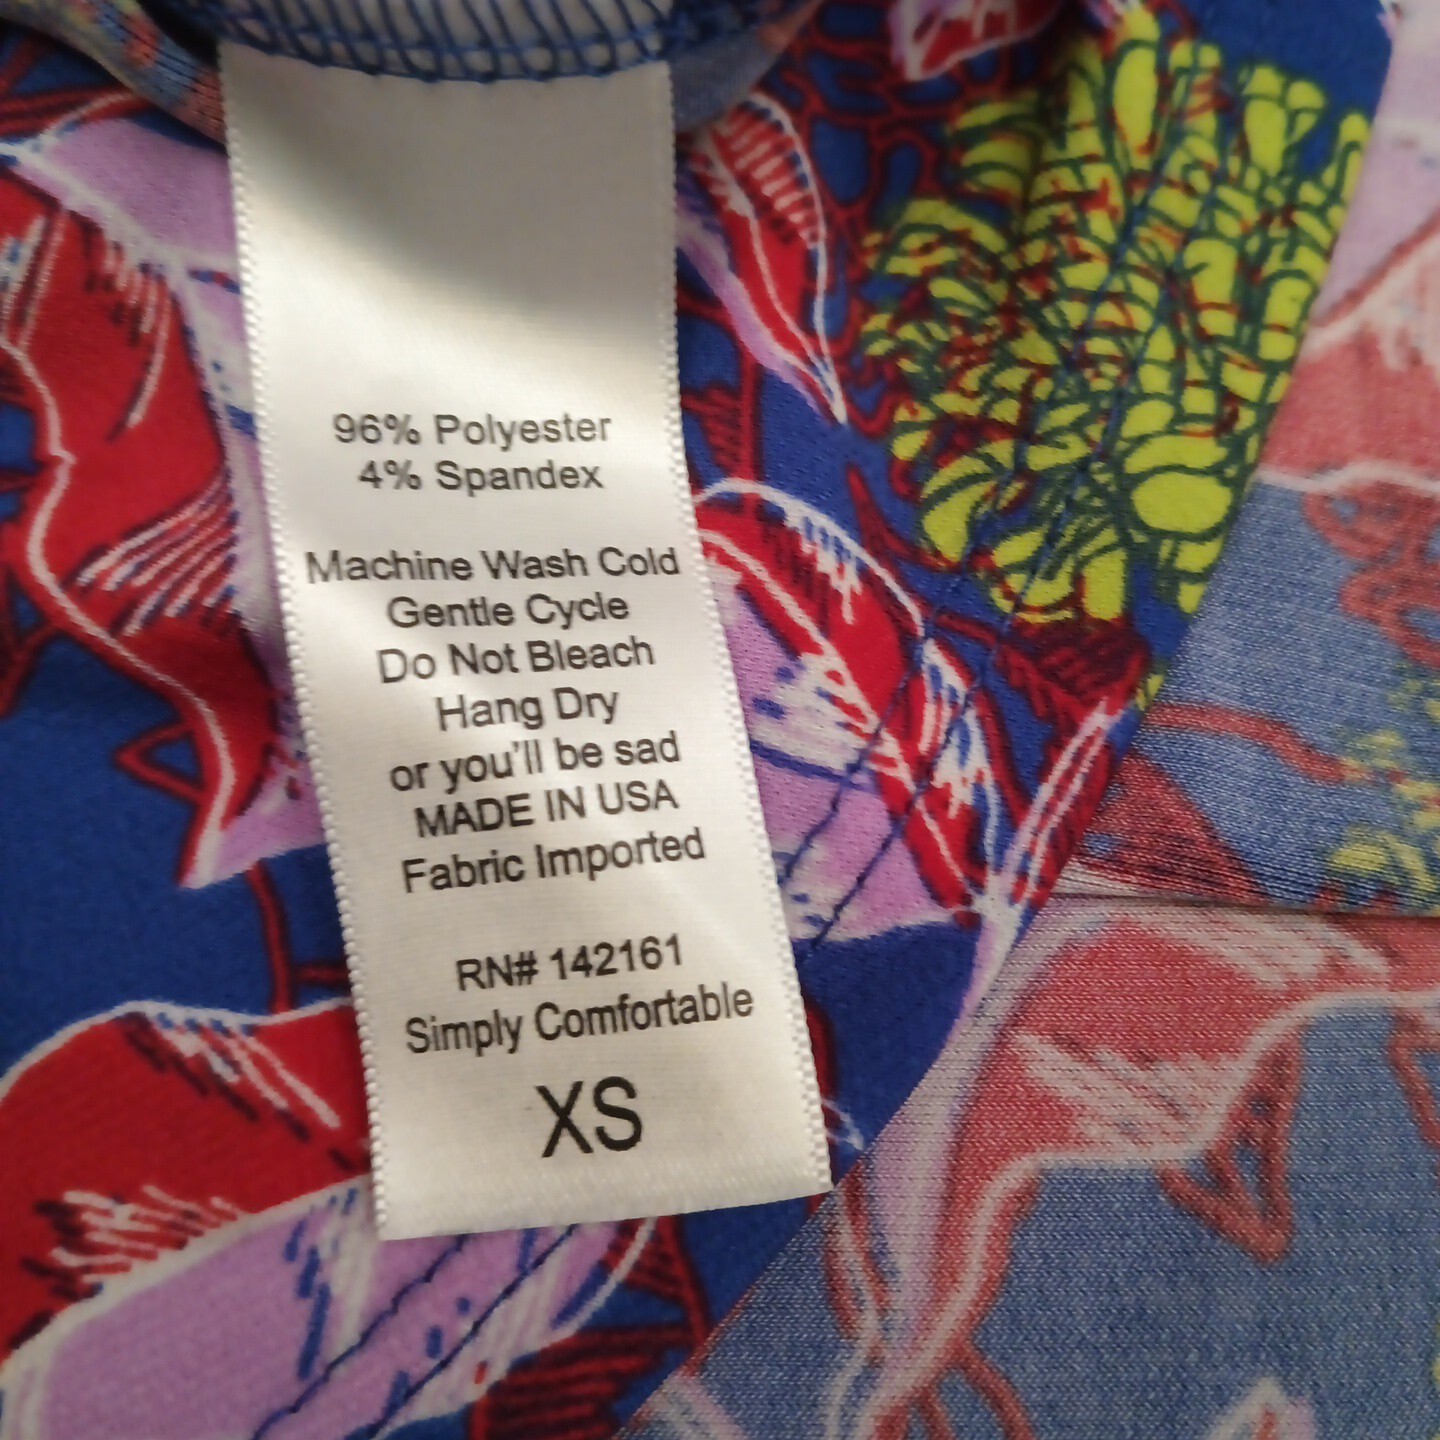 96% Polyester
4% Spandex
Machine Wash Cold
Gentle Cycle
Do Not Bleach
Hang Dry
or you'll be sad
MADE IN USA
Fabric Imported
RN# 142161
Simply Comfortable
XS